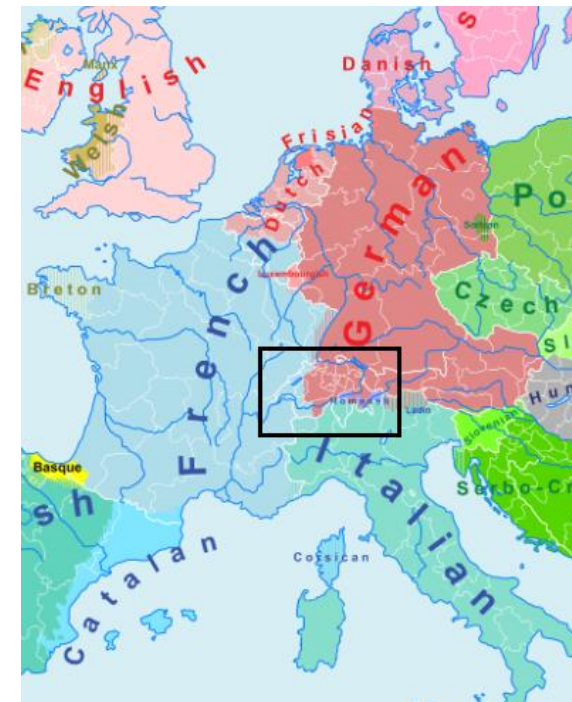 s
Danish
Manx
English
Welsh
Frisian
Dutch
German
Po
Sorbian
Luxembourgish
Czech
Sl
Breton
French
Romansh
Ladin
Hun
Slovenian
Italian
Basque
sh
Serbo-Cr
Catalan
Corsican